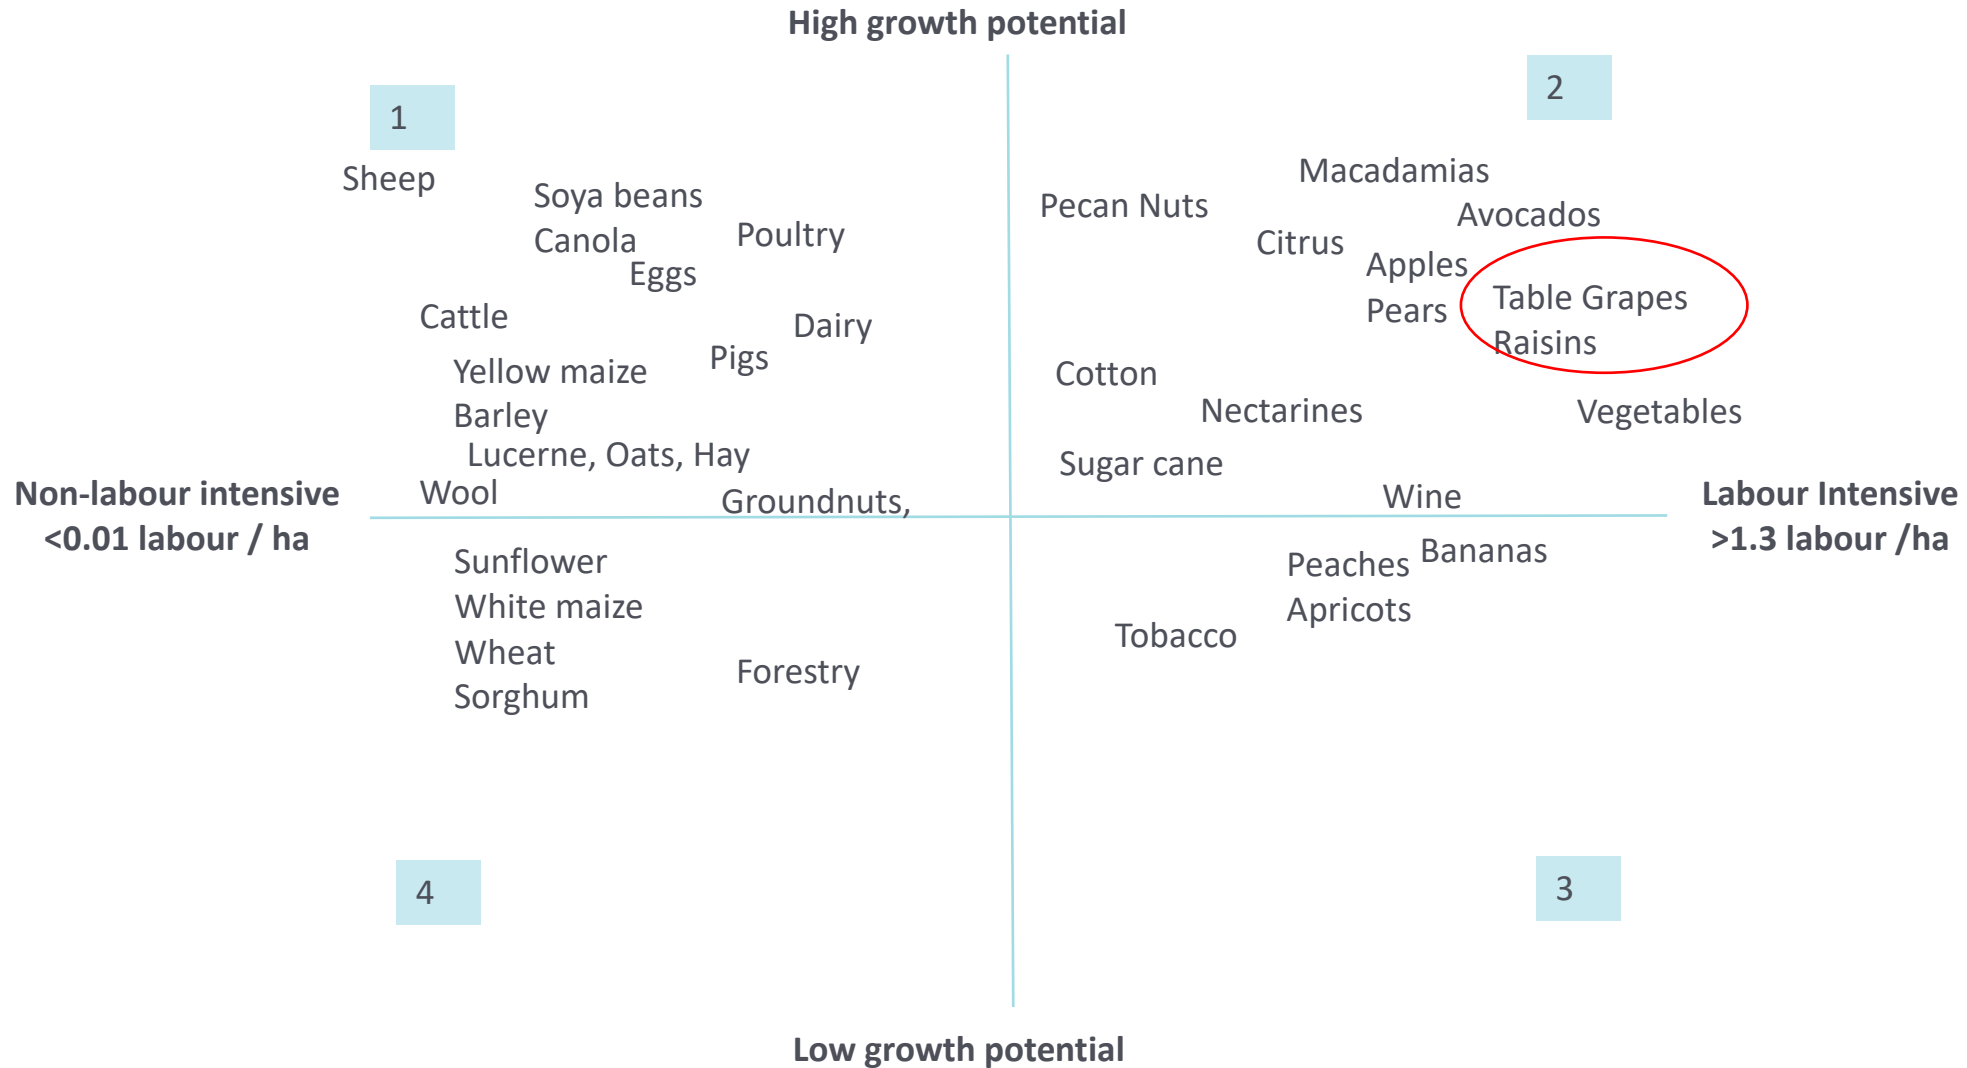 High growth potential
1
2
Sheep
Soya beans
Canola
Eggs
Poultry
Cattle
Dairy
Pigs
Yellow maize
Barley
Lucerne, Oats, Hay
Wool
Groundnuts,
Macadamias
Pecan Nuts
Avocados
Citrus
Apples
Pears
Table Grapes
Raisins
Cotton
Nectarines
Vegetables
Sugar cane
Wine
Non-labour intensive
<0.01 labour / ha
Labour Intensive
>1.3 labour /ha
Sunflower
White maize
Wheat
Sorghum
Forestry
Peaches
Apricots
Bananas
Tobacco
4
3
Low growth potential